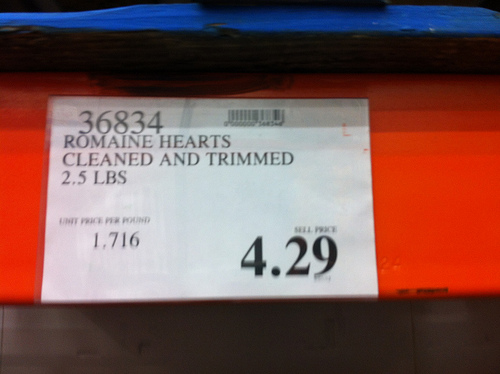 36834
ROMAINE HEARTS
CLEANED AND TRIMMED
2.5 LBS
UNIT PRICE PER POUND
1.716
SELL PRICE
4.29